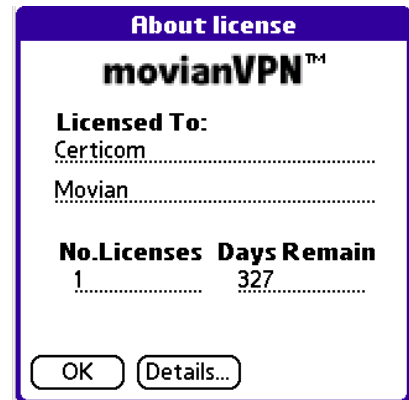 About license
movianVPN™
Licensed To:
Certicom
Movian
No.Licenses Days Remain
1 327
OK Details...